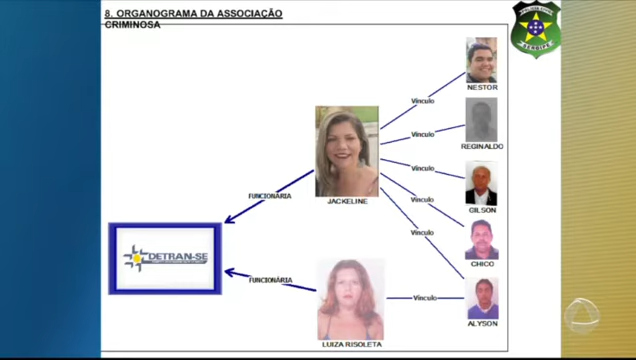 8. ORGANOGRAMA DA ASSOCIAÇÃO
CRIMINOSA
SERGIPE
NESTOR
Vínculo
REGINALDO
Vínculo
Vínculo
GILSON
Vínculo
JACKELINE
FUNCIONÁRIA
Vínculo
CHICO
DETRAN-SE
FUNCIONÁRIA
Vínculo
ALYSON
LUIZA RISOLETA